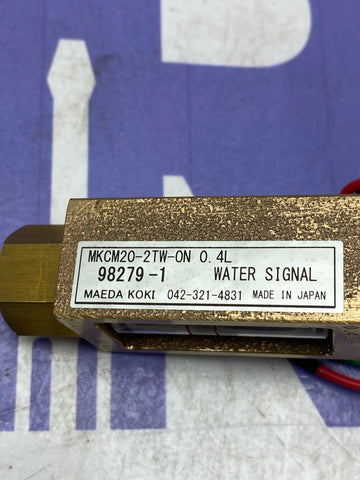 MKCM20-2TW-ON 0.4L
98279-1 WATER SIGNAL
MAEDA KOKI 042-321-4831 MADE IN JAPAN